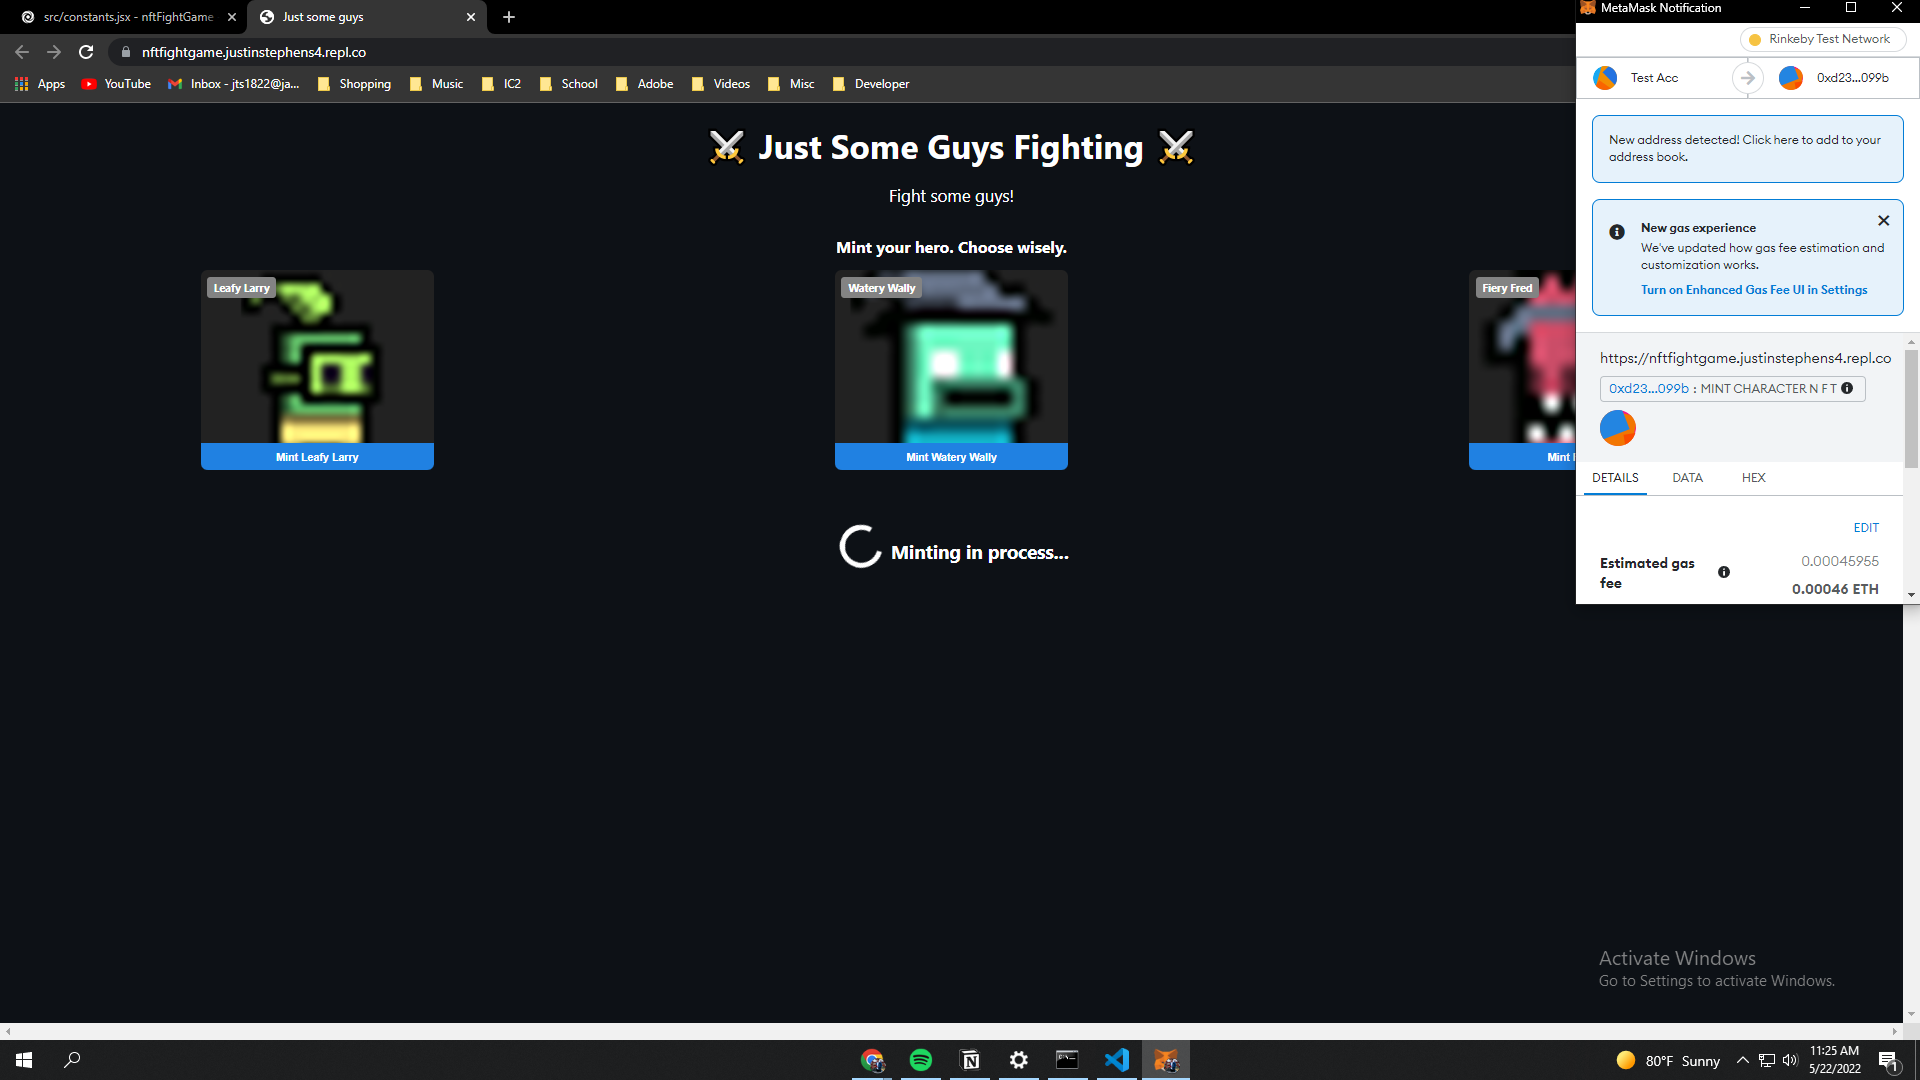 src/constants.jsx - nftFightGame
Just some guys
nftfightgame.justinstephens4.repl.co
Apps
YouTube
Inbox - jts1822@ja...
Shopping
Music
IC2
School
Adobe
Videos
Misc
Developer
Just Some Guys Fighting
Fight some guys!
Mint your hero. Choose wisely.
Leafy Larry
Mint Leafy Larry
Watery Wally
Mint Watery Wally
Fiery Fred
Mint
Minting in process...
MetaMask Notification
Rinkeby Test Network
Test Acc
0xd23...099b
New address detected! Click here to add to your
address book.
New gas experience
We've updated how gas fee estimation and
customization works.
Turn on Enhanced Gas Fee UI in Settings
https://nftfightgame.justinstephens4.repl.co
0xd23...099b : MINT CHARACTER N F T
DETAILS
DATA
HEX
EDIT
Estimated gas
fee
0.00045955
0.00046 ETH
Activate Windows
Go to Settings to activate Windows.
80°F Sunny
11:25 AM
5/22/2022
1